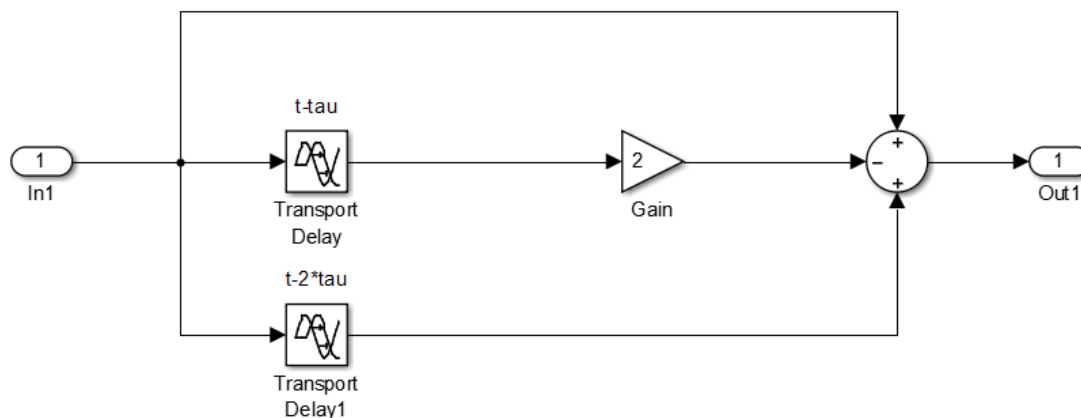 t-tau
1
In1
Transport
Delay
2
Gain
+
−
+
1
Out1
t-2*tau
Transport
Delay1